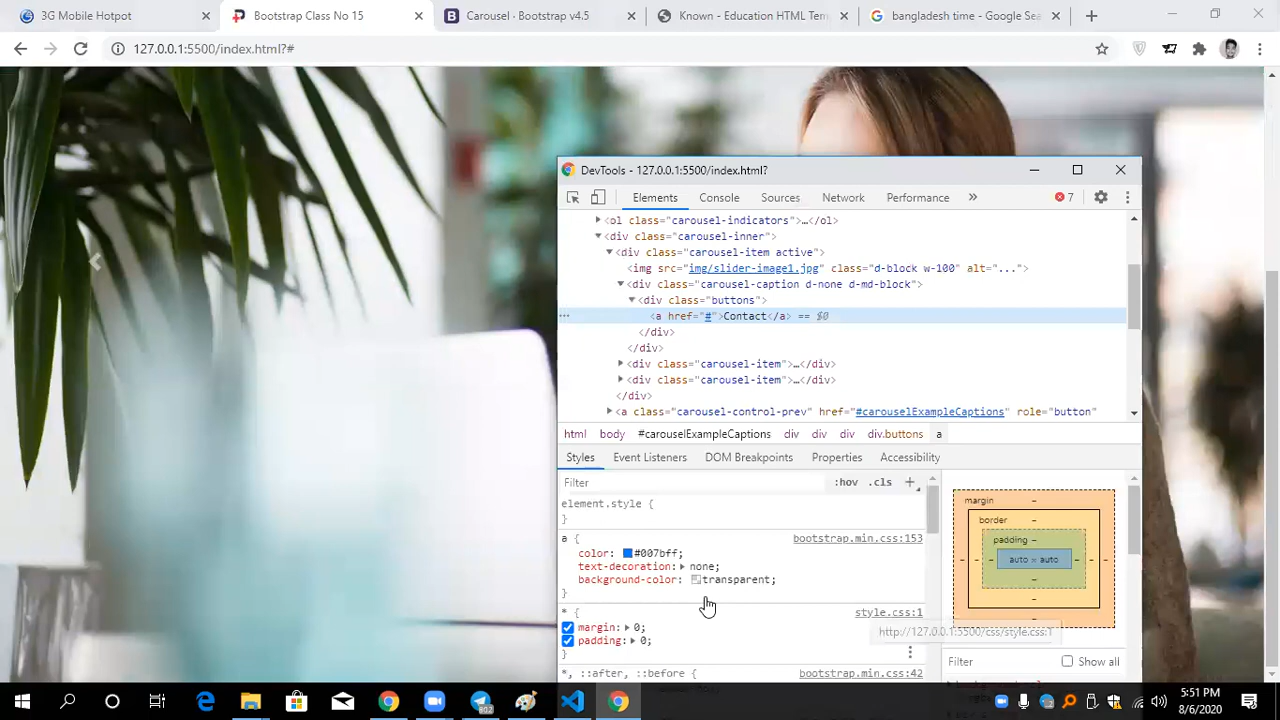 3G Mobile Hotpot
Bootstrap Class No 15
Carousel · Bootstrap v4.5
Known - Education HTML Tem
bangladesh time - Google Sea
127.0.0.1:5500/index.html?#
DevTools - 127.0.0.1:5500/index.html?
Elements Console Sources Network Performance » 7
<ol class="carousel-indicators">…</ol>
<div class="carousel-inner">
<div class="carousel-item active">
<img src="img/slider-image1.jpg" class="d-block w-100" alt="...">
<div class="carousel-caption d-none d-md-block">
<div class="buttons">
… <a href="#">Contact</a> == $0
</div>
</div>
<div class="carousel-item">…</div>
<div class="carousel-item">…</div>
</div>
<a class="carousel-control-prev" href="#carouselExampleCaptions" role="button"
html body #carouselExampleCaptions div div div div.buttons a
Styles Event Listeners DOM Breakpoints Properties Accessibility
Filter :hov .cls +
element.style {
}
a { bootstrap.min.css:153
color: #007bff;
text-decoration: none;
background-color: transparent;
}
* { style.css:1
margin: 0;
padding: 0;
}
*, ::after, ::before { bootstrap.min.css:42
http://127.0.0.1:5500/css/style.css:1
margin -
border -
padding -
- - - auto × auto - - -
-
-
-
Filter Show all
802
5:51 PM
8/6/2020